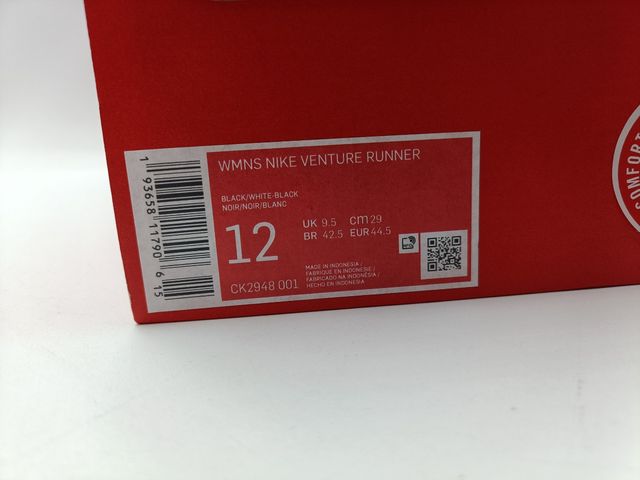 WMNS NIKE VENTURE RUNNER
BLACK/WHITE-BLACK
NOIR/NOIR/BLANC
12
UK 9.5 CM 29
BR 42.5 EUR 44.5
MADE IN INDONESIA /
FABRIQUE EN INDONESIE /
FABRICADO NA INDONÉSIA /
HECHO EN INDONESIA
CK2948 001
1 93658 11790 6 15
COMFORT